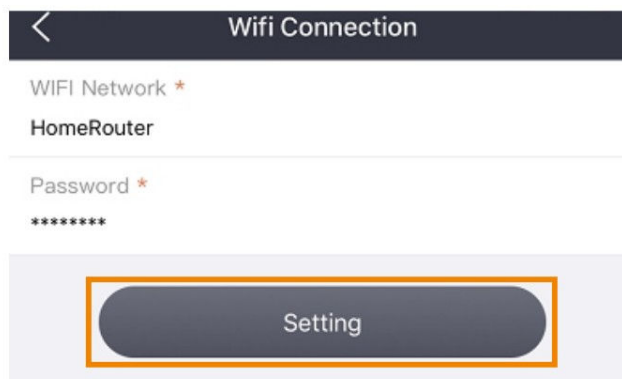 Wifi Connection
WIFI Network *
HomeRouter
Password *
********
Setting